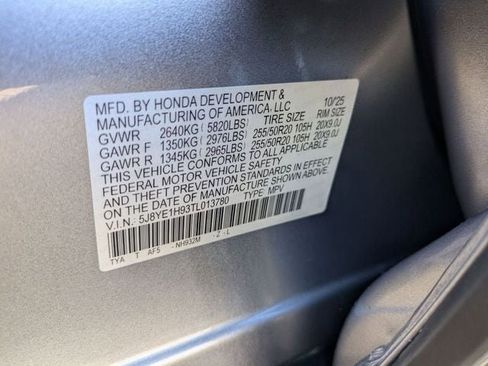 MFD. BY HONDA DEVELOPMENT & 10/25
MANUFACTURING OF AMERICA, LLC
GVWR 2640KG ( 5820LBS) TIRE SIZE RIM SIZE
GAWR F 1350KG ( 2976LBS) 255/50R20 105H 20X9.0J
GAWR R 1345KG ( 2965LBS) 255/50R20 105H 20X9.0J
THIS VEHICLE CONFORMS TO ALL APPLICABLE
FEDERAL MOTOR VEHICLE SAFETY
AND THEFT PREVENTION STANDARDS IN EFFECT
ON THE DATE OF MANUFACTURE SHOWN ABOVE.
V.I.N.: 5J8YE1H93TL013780 TYPE: MPV
TYA T AF5 -NH932M -Z -L